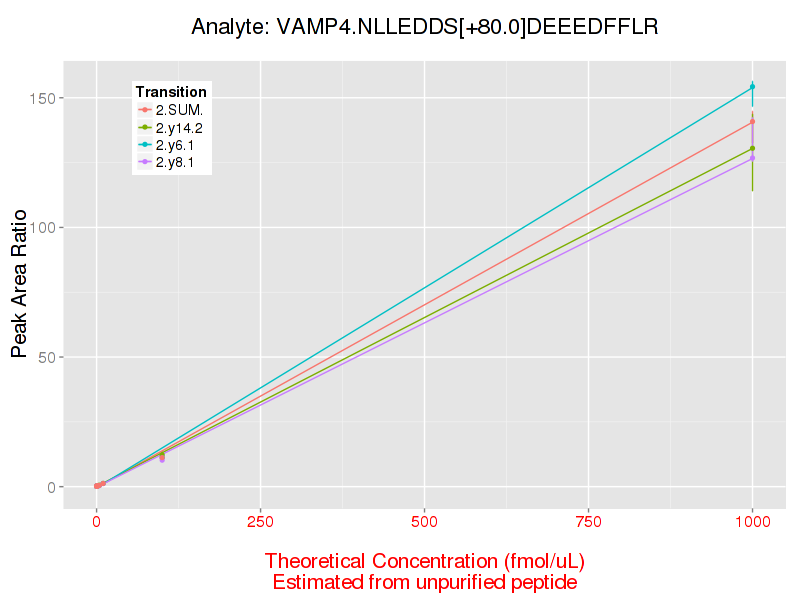 Analyte: VAMP4.NLLEDDS[+80.0]DEEEDFFLR
Transition
2.SUM.
2.y14.2
2.y6.1
2.y8.1
Peak Area Ratio
150
100
50
0
0 250 500 750 1000
Theoretical Concentration (fmol/uL)
Estimated from unpurified peptide